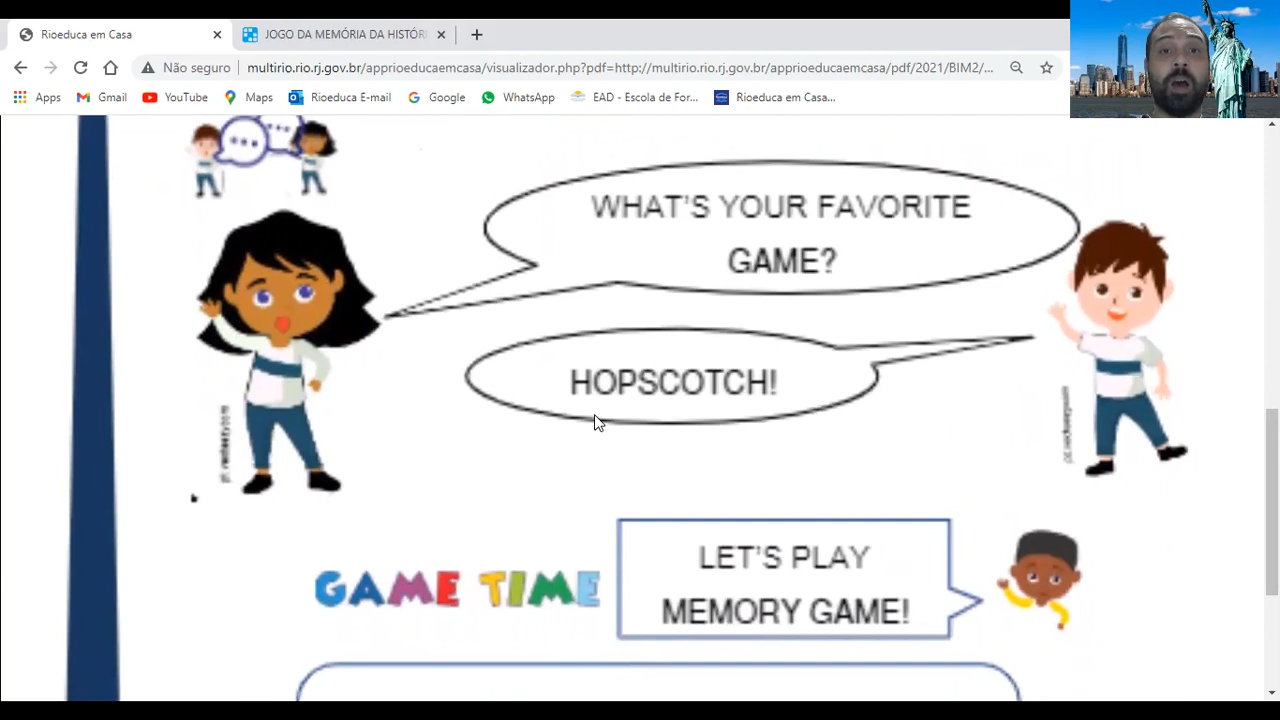 Rioeduca em Casa
JOGO DA MEMÓRIA DA HISTÓRI
Não seguro
multirio.rio.rj.gov.br/apprioeducaemcasa/visualizador.php?pdf=http://multirio.rio.rj.gov.br/apprioeducaemcasa/pdf/2021/BIM2/...
Apps Gmail YouTube Maps Rioeduca E-mail Google WhatsApp EAD - Escola de For... Rioeduca em Casa...
WHAT'S YOUR FAVORITE
GAME?
HOPSCOTCH!
GAME TIME
LET'S PLAY
MEMORY GAME!